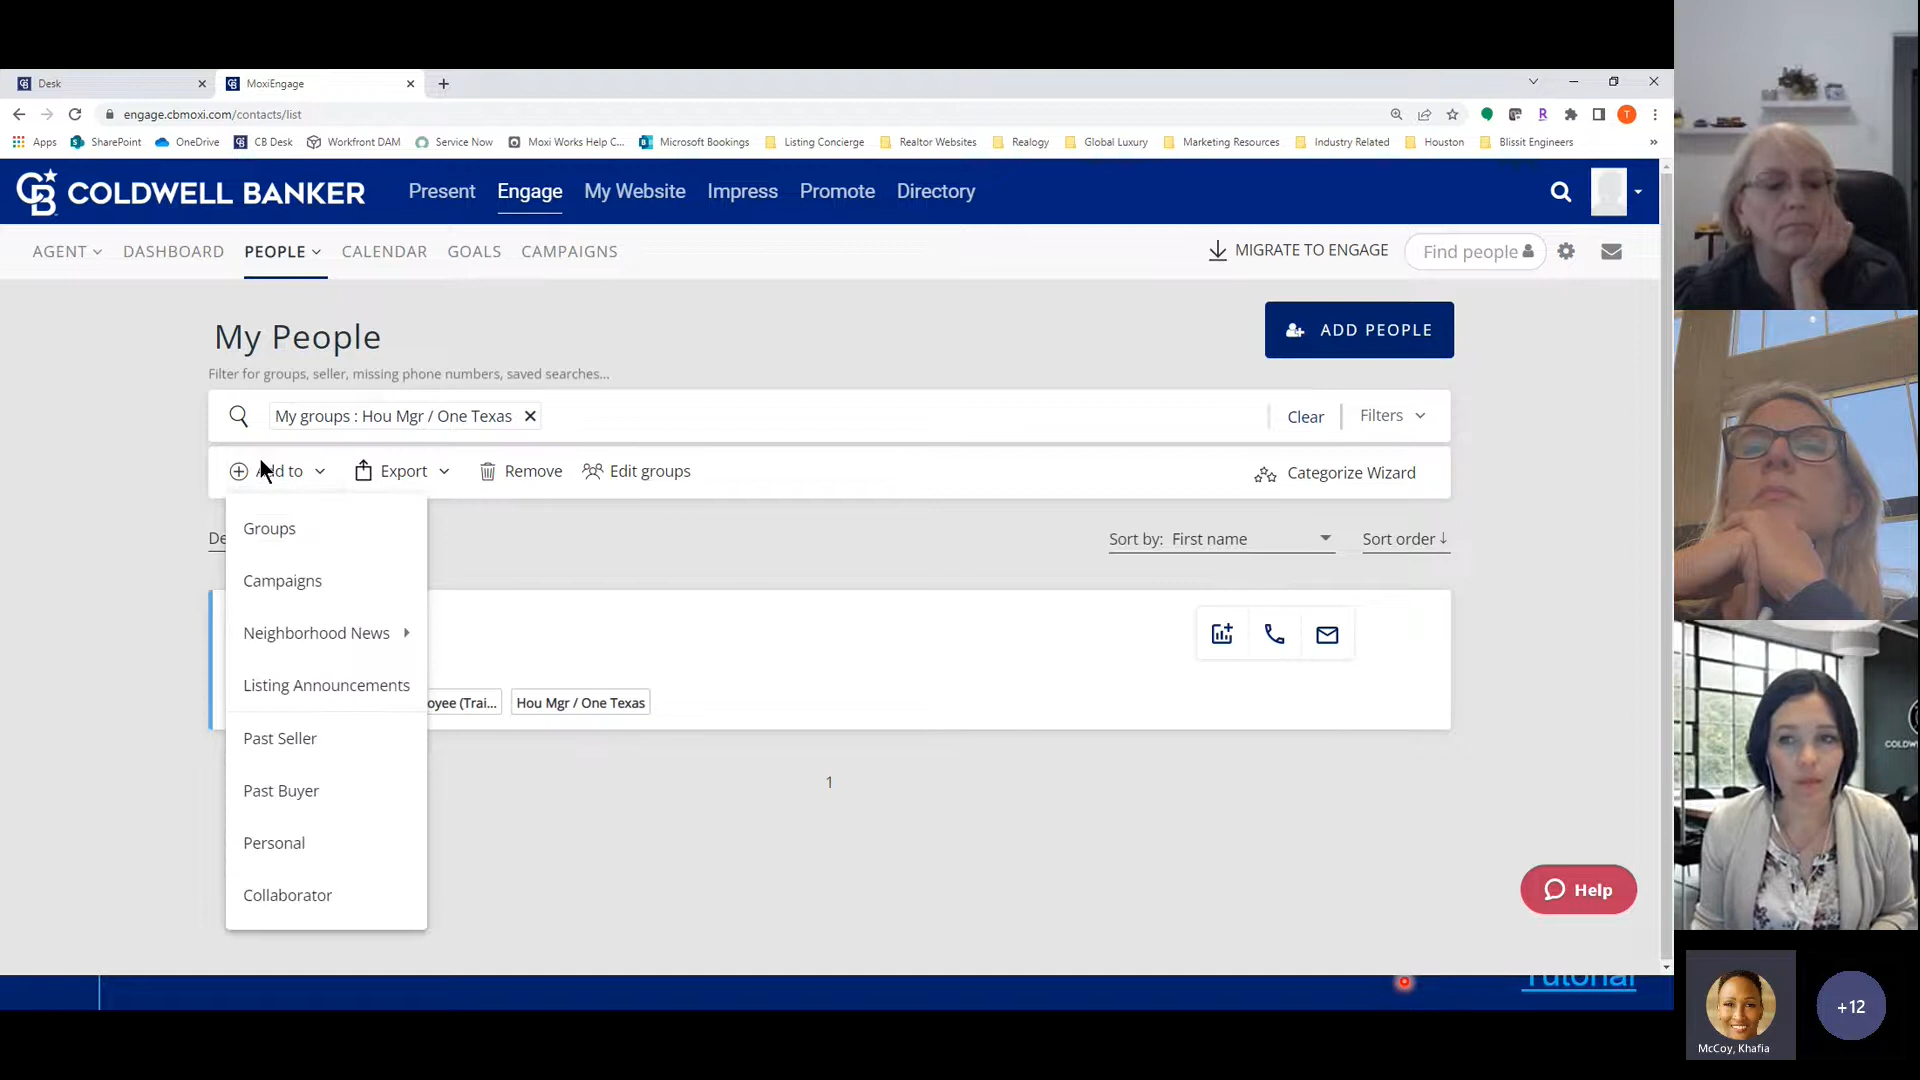 Desk
MoxiEngage
engage.cbmoxi.com/contacts/list
T
Apps
SharePoint
OneDrive
CB Desk
Workfront DAM
Service Now
Moxi Works Help C...
Microsoft Bookings
Listing Concierge
Realtor Websites
Realogy
Global Luxury
Marketing Resources
Industry Related
Houston
Blissit Engineers
»
COLDWELL BANKER
Present
Engage
My Website
Impress
Promote
Directory
AGENT
DASHBOARD
PEOPLE
CALENDAR
GOALS
CAMPAIGNS
MIGRATE TO ENGAGE
Find people
My People
ADD PEOPLE
Filter for groups, seller, missing phone numbers, saved searches...
My groups : Hou Mgr / One Texas
Clear
Filters
Add to
Export
Remove
Edit groups
Categorize Wizard
Groups
Campaigns
Neighborhood News
Listing Announcements
Past Seller
Past Buyer
Personal
Collaborator
De
Sort by: First name
Sort order
oyee (Trai...
Hou Mgr / One Texas
1
Help
Tutorial
COLDW
McCoy, Khafia
+12